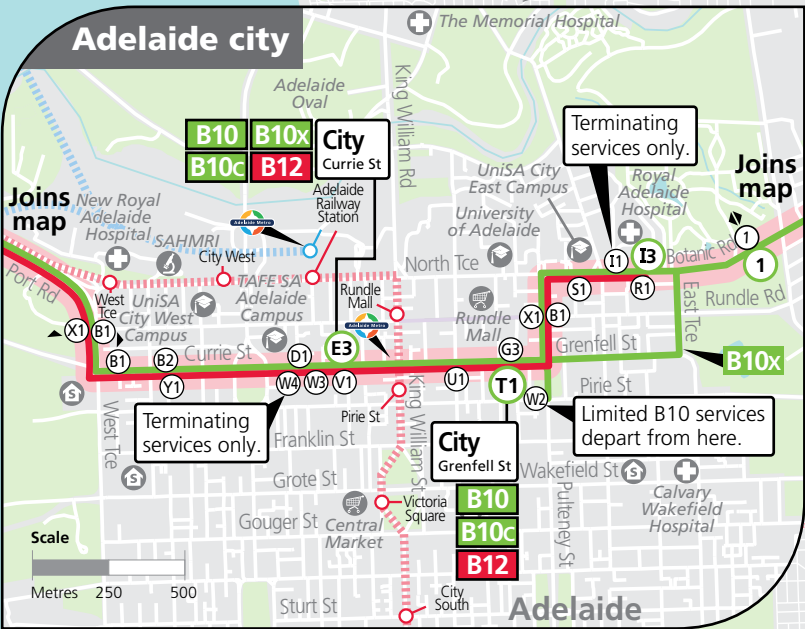 Adelaide city
The Memorial Hospital
Adelaide
Oval
King William Rd
B10
B10x
B10c
B12
City
Currie St
Terminating
services only.
Joins
map
New Royal
Adelaide
Hospital
SAHMRI
Adelaide Metro
Adelaide
Railway
Station
City West
UniSA City
East Campus
University
of Adelaide
Royal
Adelaide
Hospital
Joins
map
1
Botanic Rd
I1
I3
1
North Tce
Port Rd
West
Tce
UniSA
City West
Campus
TAFE SA
Adelaide
Campus
Rundle
Mall
Adelaide Metro
Rundle
Mall
S1
R1
East Tce
Rundle Rd
X1
B1
X1
B1
B1
B2
Currie St
D1
E3
G3
Grenfell St
B10x
Y1
W4
W3
V1
U1
T1
W2
Pirie St
West Tce
Terminating
services only.
Pirie St
King William St
Limited B10 services
depart from here.
Franklin St
City
Grenfell St
B10
B10c
B12
Grote St
Wakefield St
Pulteney St
Calvary
Wakefield
Hospital
Gouger St
Central
Market
Victoria
Square
S
S
S
Scale
Metres 250 500
Sturt St
City
South
Adelaide